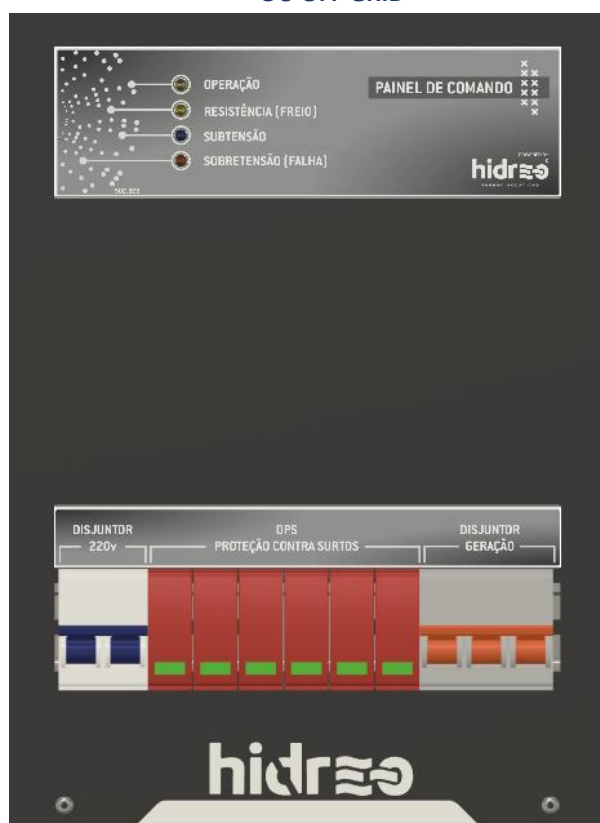 OPERAÇÃO
PAINEL DE COMANDO
RESISTÊNCIA (FREIO)
SUBTENSÃO
SOBRETENSÃO (FALHA)
hidreo
DISJUNTOR
220v
DPS
PROTEÇÃO CONTRA SURTOS
DISJUNTOR
GERAÇÃO
hidreo